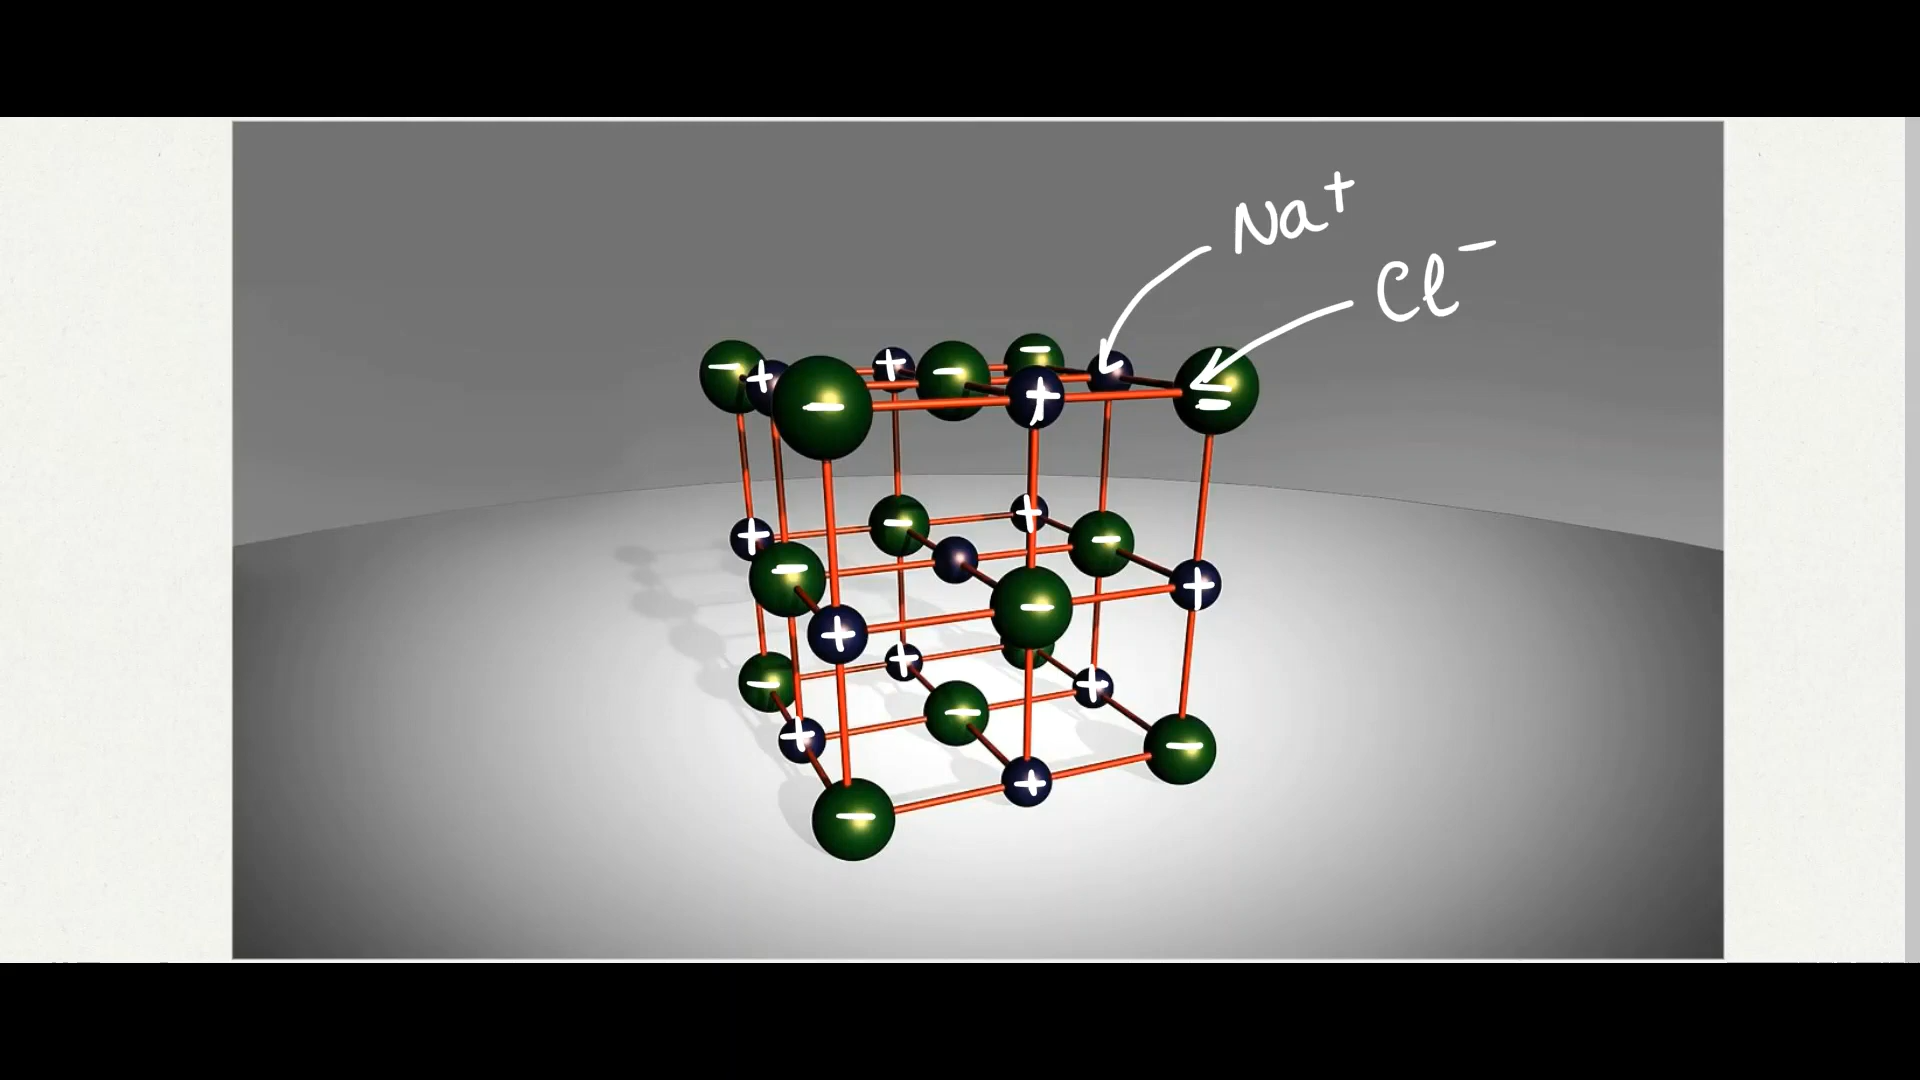 Na⁺
Cl⁻
− + − + − + − −
+
+ − + − + − − +
− + − + − + −
+ −